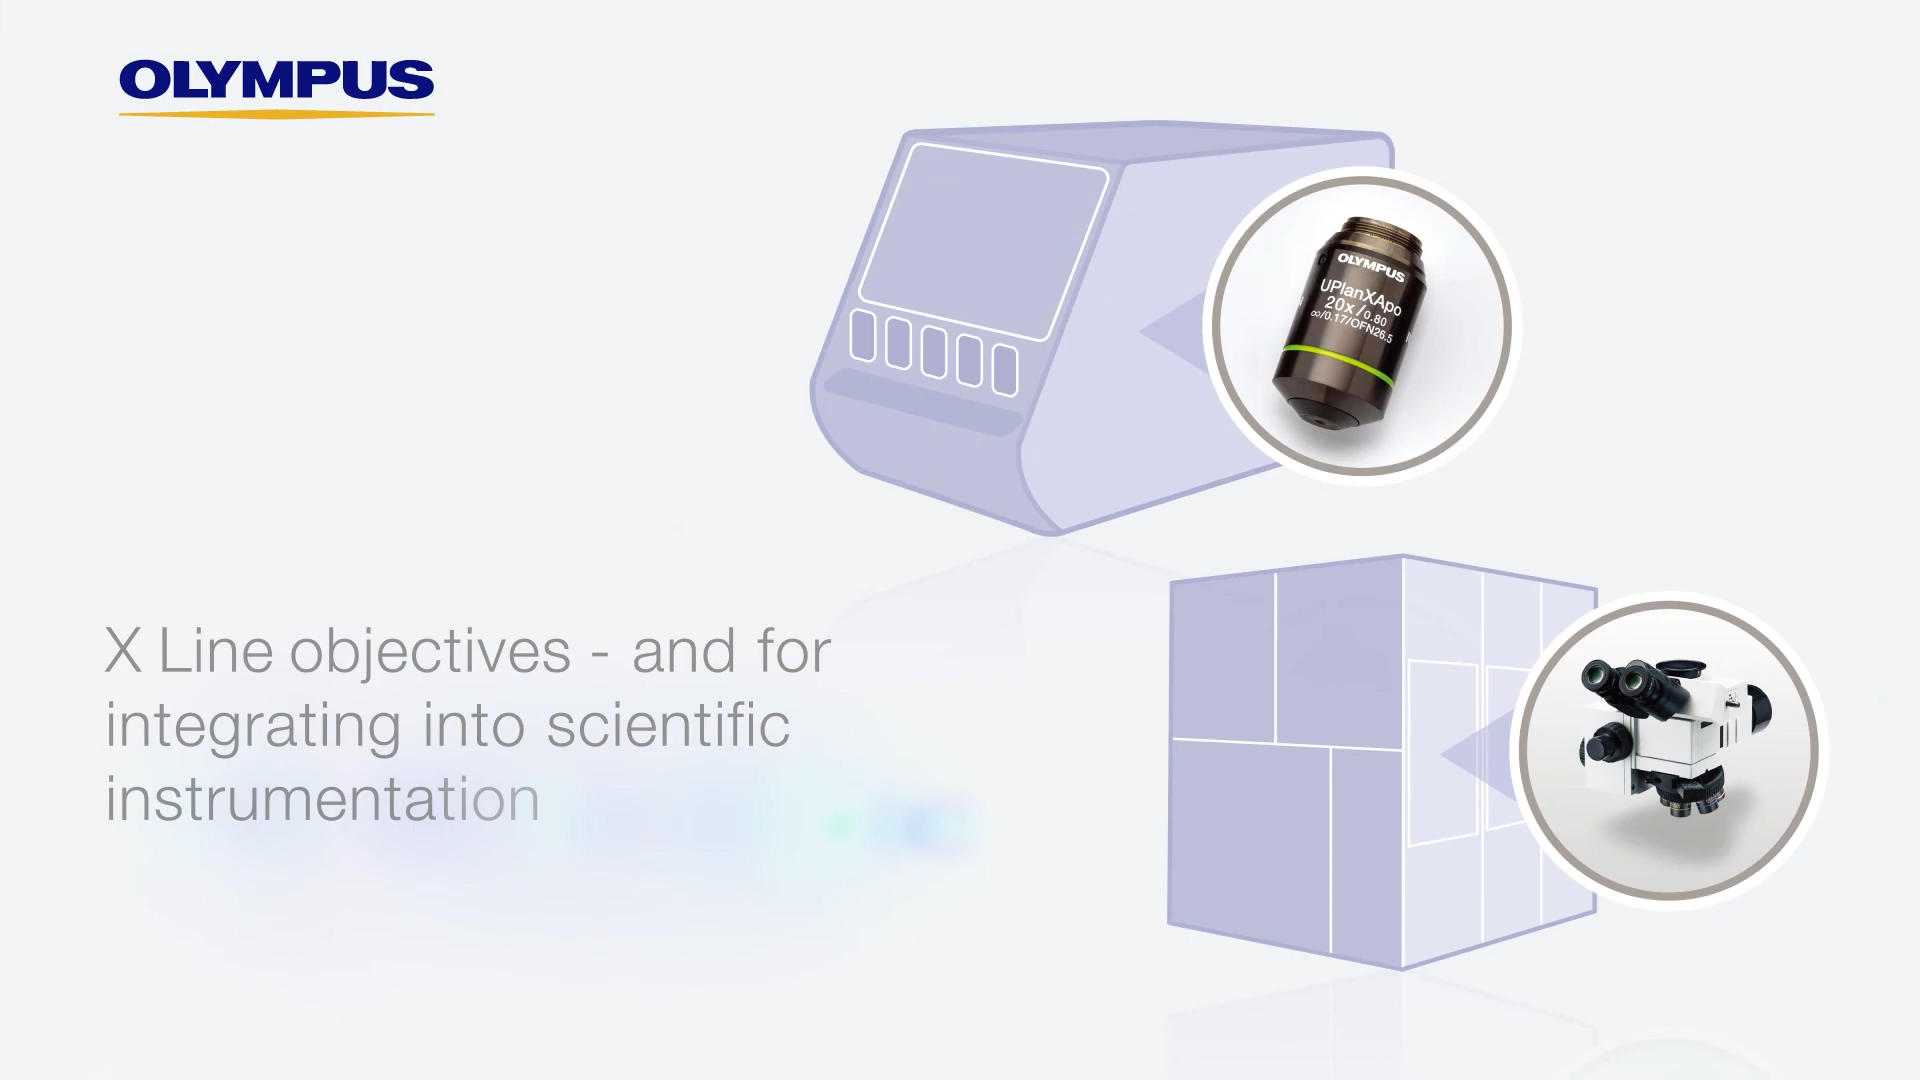 OLYMPUS
OLYMPUS
UPlanXApo
20x/0.80
∞/0.17/OFN26.5
X Line objectives - and for
integrating into scientific
instrumentation